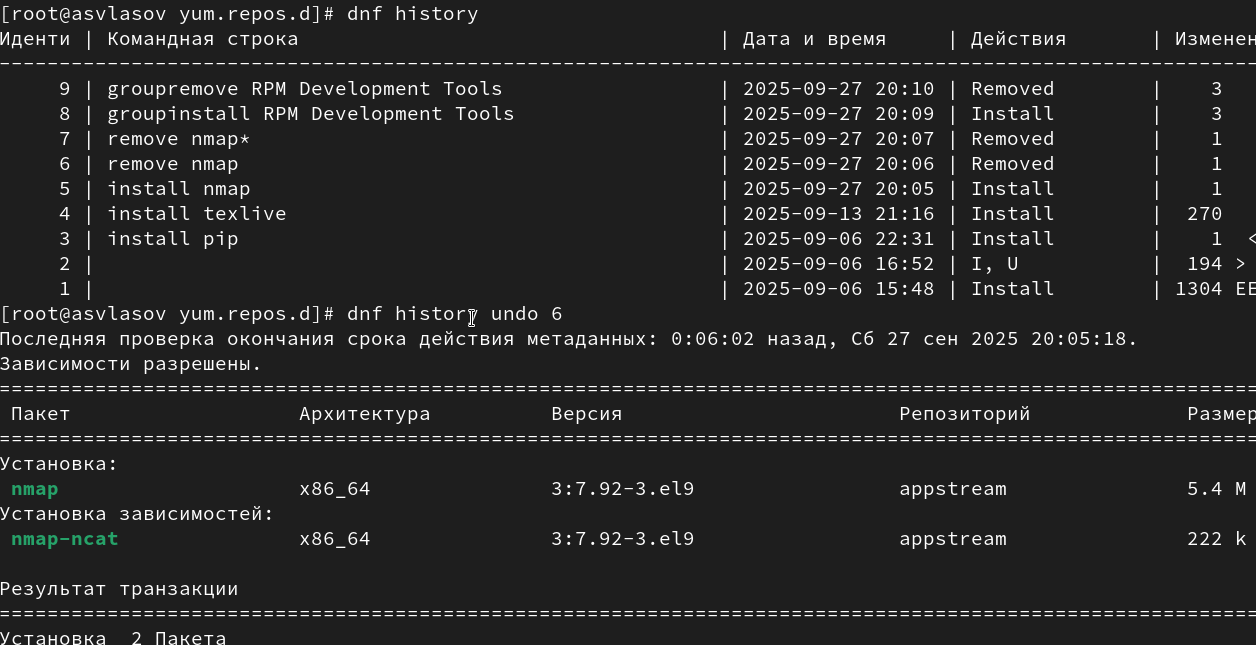 [root@asvlasov yum.repos.d]# dnf history
Иденти | Командная строка | Дата и время | Действия | Изменен
--------------------------------------------------------------------------------
9 | groupremove RPM Development Tools | 2025-09-27 20:10 | Removed | 3
8 | groupinstall RPM Development Tools | 2025-09-27 20:09 | Install | 3
7 | remove nmap* | 2025-09-27 20:07 | Removed | 1
6 | remove nmap | 2025-09-27 20:06 | Removed | 1
5 | install nmap | 2025-09-27 20:05 | Install | 1
4 | install texlive | 2025-09-13 21:16 | Install | 270
3 | install pip | 2025-09-06 22:31 | Install | 1 <
2 | | 2025-09-06 16:52 | I, U | 194 >
1 | | 2025-09-06 15:48 | Install | 1304 EE
[root@asvlasov yum.repos.d]# dnf history undo 6
Последняя проверка окончания срока действия метаданных: 0:06:02 назад, Сб 27 сен 2025 20:05:18.
Зависимости разрешены.
================================================================================
Пакет Архитектура Версия Репозиторий Размер
================================================================================
Установка:
nmap x86_64 3:7.92-3.el9 appstream 5.4 M
Установка зависимостей:
nmap-ncat x86_64 3:7.92-3.el9 appstream 222 k
Результат транзакции
================================================================================
Установка 2 Пакета